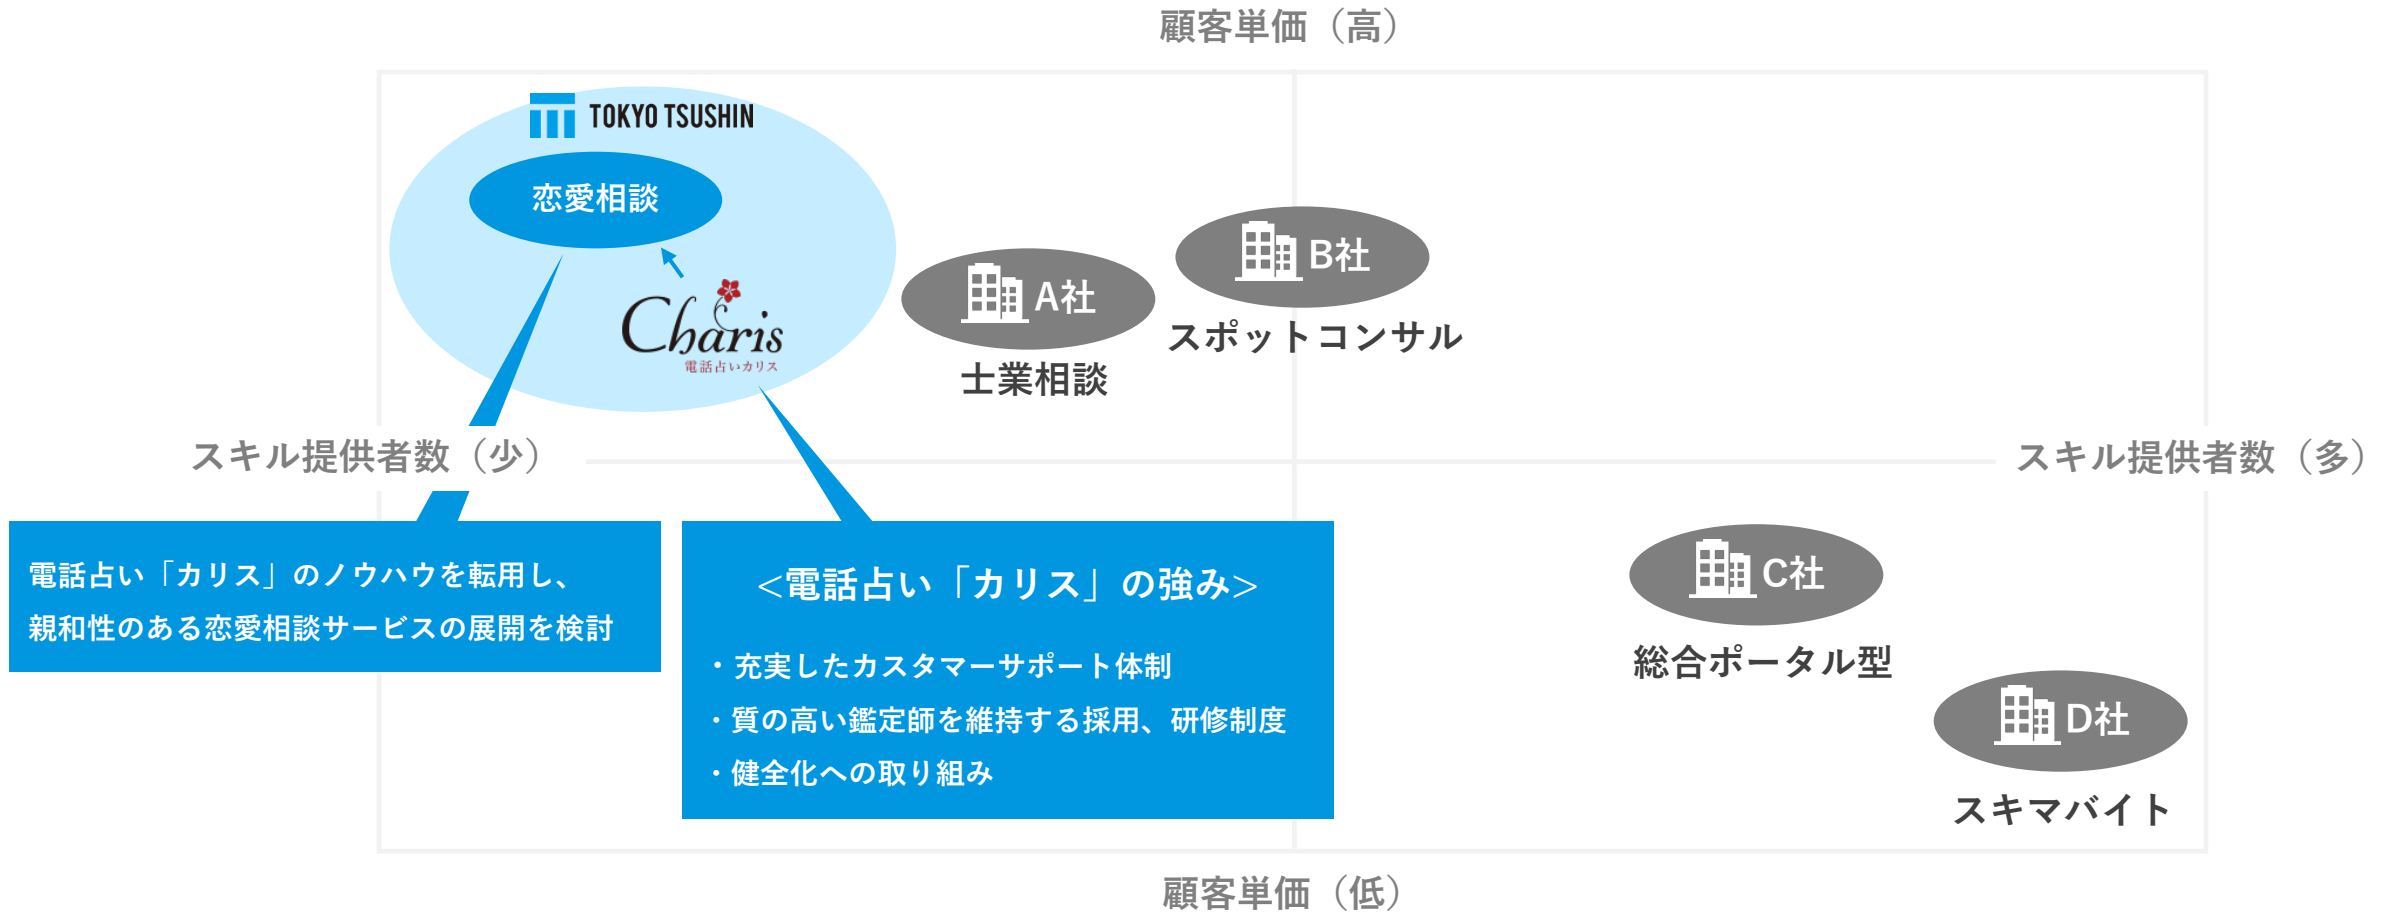 顧客単価（高）
TOKYO TSUSHIN
恋愛相談
Charis
電話占いカリス
A社
士業相談
B社
スポットコンサル
スキル提供者数（少）
スキル提供者数（多）
電話占い「カリス」のノウハウを転用し、
親和性のある恋愛相談サービスの展開を検討
<電話占い「カリス」の強み>
・充実したカスタマーサポート体制
・質の高い鑑定師を維持する採用、研修制度
・健全化への取り組み
C社
総合ポータル型
D社
スキマバイト
顧客単価（低）